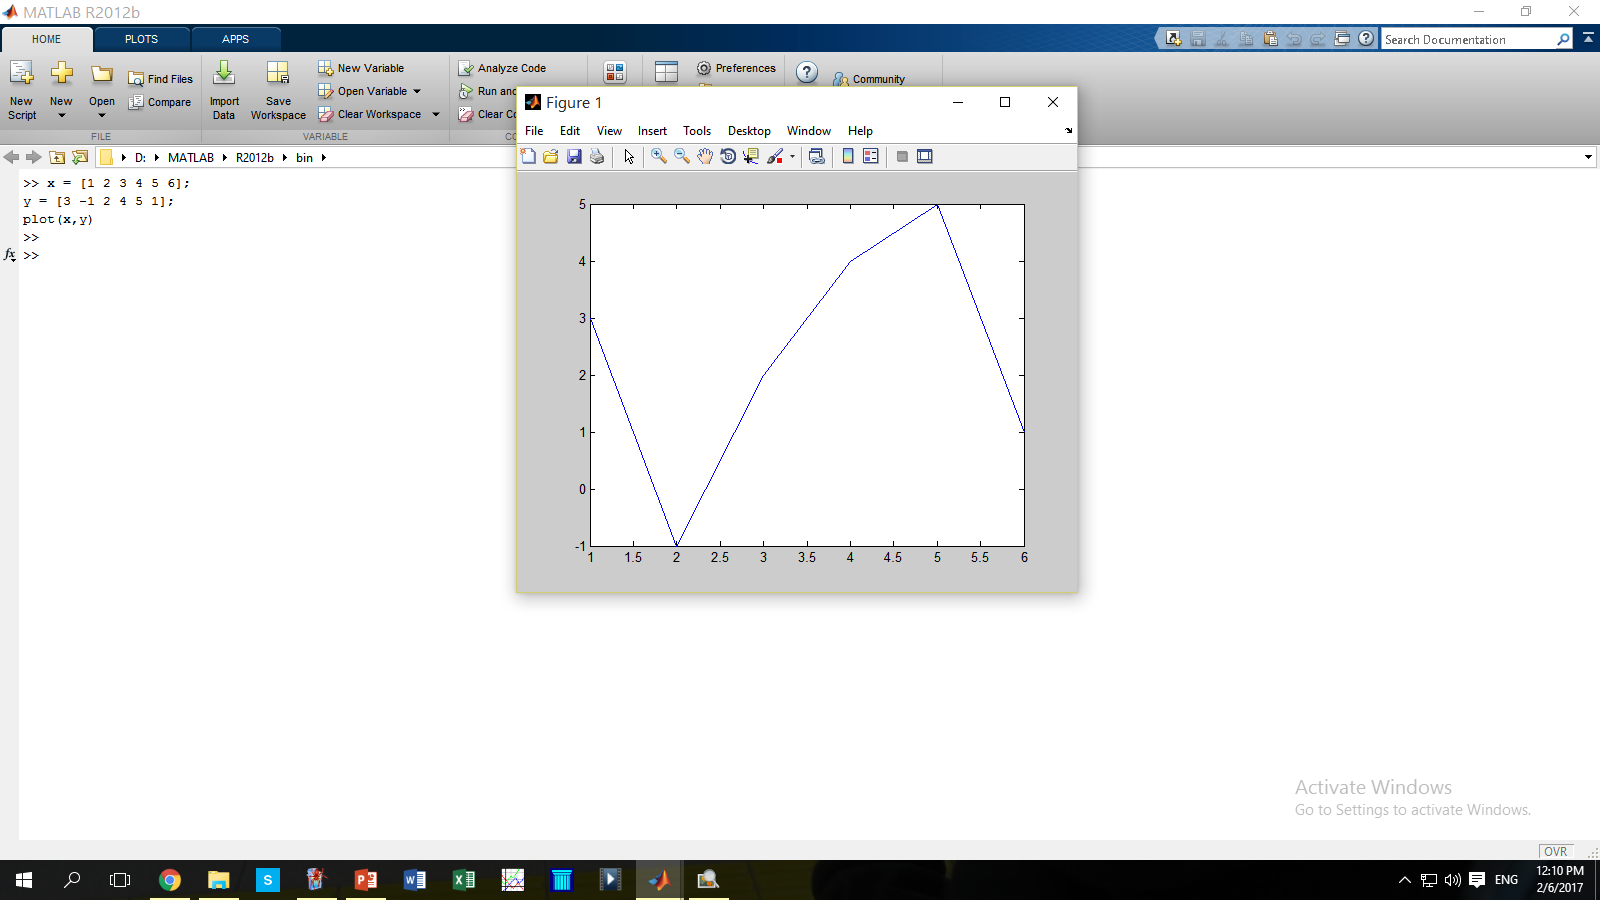 MATLAB R2012b
HOME PLOTS APPS
Search Documentation
New Script
New
Open
Find Files
Compare
FILE
Import Data
Save Workspace
New Variable
Open Variable
Clear Workspace
VARIABLE
Analyze Code
Run and
Clear Co
Preferences
Community
D: MATLAB R2012b bin
>> x = [1 2 3 4 5 6];
y = [3 -1 2 4 5 1];
plot(x,y)
>>
fx >>
Figure 1
File Edit View Insert Tools Desktop Window Help
5
4
3
2
1
0
-1
1 1.5 2 2.5 3 3.5 4 4.5 5 5.5 6
Activate Windows
Go to Settings to activate Windows.
OVR
ENG
12:10 PM
2/6/2017